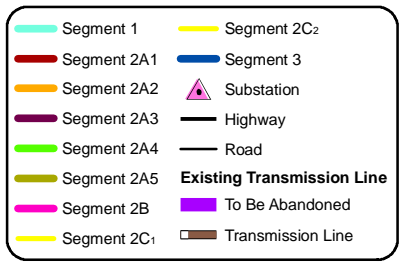 Segment 1
Segment 2A1
Segment 2A2
Segment 2A3
Segment 2A4
Segment 2A5
Segment 2B
Segment 2C1
Segment 2C2
Segment 3
Substation
Highway
Road
Existing Transmission Line
To Be Abandoned
Transmission Line